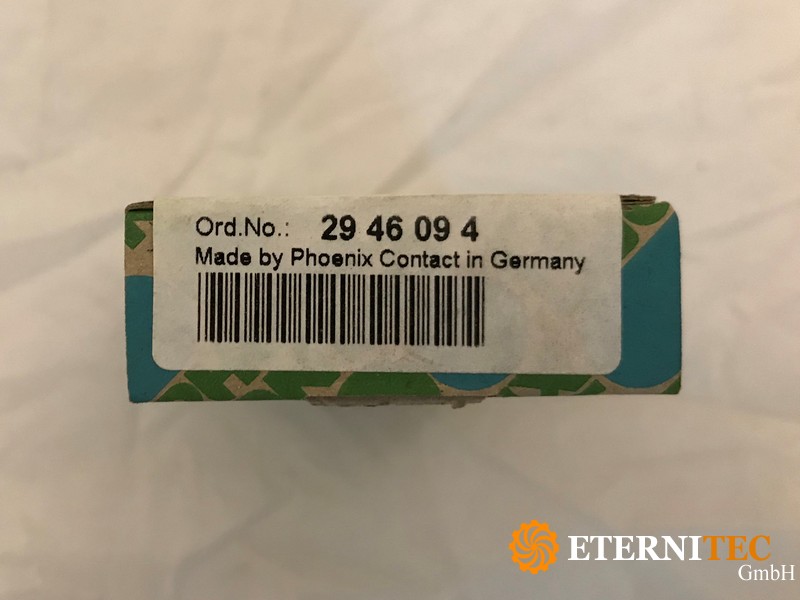 Ord.No.: 29 46 09 4
Made by Phoenix Contact in Germany
ETERNITEC
GmbH